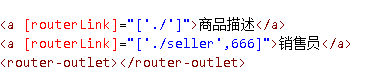 <a [routerLink]="['./']">商品描述</a>
<a [routerLink]="['./seller',666]">销售员</a>
<router-outlet></router-outlet>